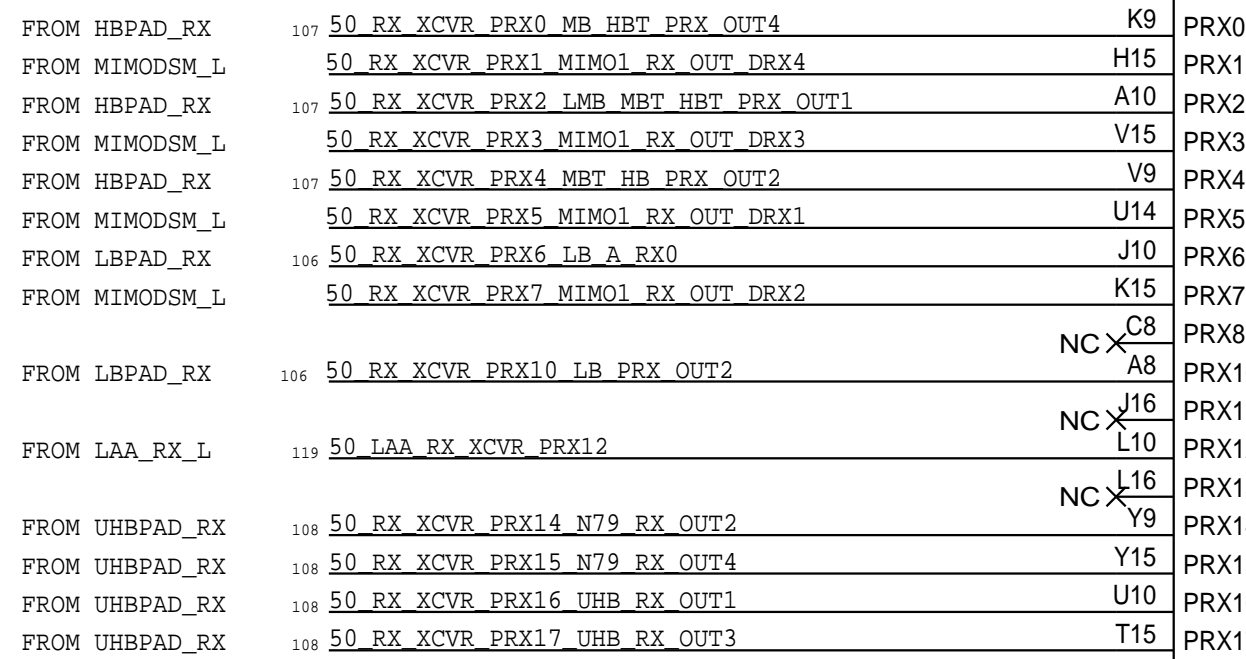 FROM HBPAD_RX 107 50_RX_XCVR_PRX0_MB_HBT_PRX_OUT4 K9 PRX0
FROM MIMODSM_L 50_RX_XCVR_PRX1_MIMO1_RX_OUT_DRX4 H15 PRX1
FROM HBPAD_RX 107 50_RX_XCVR_PRX2_LMB_MBT_HBT_PRX_OUT1 A10 PRX2
FROM MIMODSM_L 50_RX_XCVR_PRX3_MIMO1_RX_OUT_DRX3 V15 PRX3
FROM HBPAD_RX 107 50_RX_XCVR_PRX4_MBT_HB_PRX_OUT2 V9 PRX4
FROM MIMODSM_L 50_RX_XCVR_PRX5_MIMO1_RX_OUT_DRX1 U14 PRX5
FROM LBPAD_RX 106 50_RX_XCVR_PRX6_LB_A_RX0 J10 PRX6
FROM MIMODSM_L 50_RX_XCVR_PRX7_MIMO1_RX_OUT_DRX2 K15 PRX7
NC C8 PRX8
FROM LBPAD_RX 106 50_RX_XCVR_PRX10_LB_PRX_OUT2 A8 PRX1
NC J16 PRX1
FROM LAA_RX_L 119 50_LAA_RX_XCVR_PRX12 L10 PRX1
NC L16 PRX1
FROM UHBPAD_RX 108 50_RX_XCVR_PRX14_N79_RX_OUT2 Y9 PRX1
FROM UHBPAD_RX 108 50_RX_XCVR_PRX15_N79_RX_OUT4 Y15 PRX1
FROM UHBPAD_RX 108 50_RX_XCVR_PRX16_UHB_RX_OUT1 U10 PRX1
FROM UHBPAD_RX 108 50_RX_XCVR_PRX17_UHB_RX_OUT3 T15 PRX1